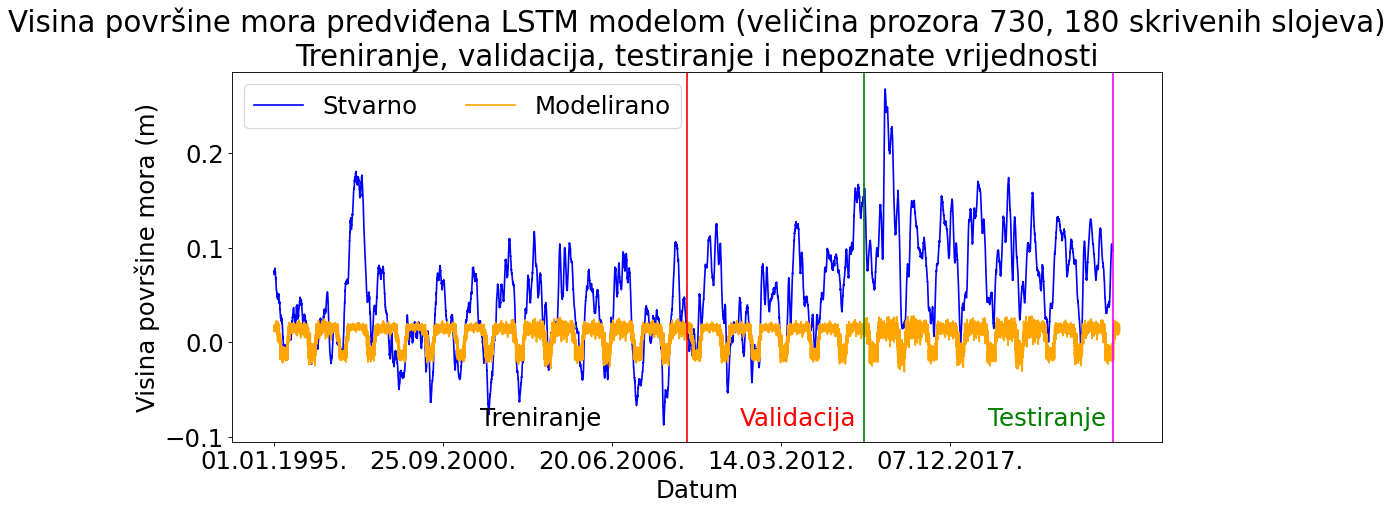 Visina površine mora predviđena LSTM modelom (veličina prozora 730, 180 skrivenih slojeva)
Treniranje, validacija, testiranje i nepoznate vrijednosti
Stvarno
Modelirano
Visina površine mora (m)
0.2
0.1
0.0
−0.1
Treniranje
Validacija
Testiranje
01.01.1995.
25.09.2000.
20.06.2006.
14.03.2012.
07.12.2017.
Datum